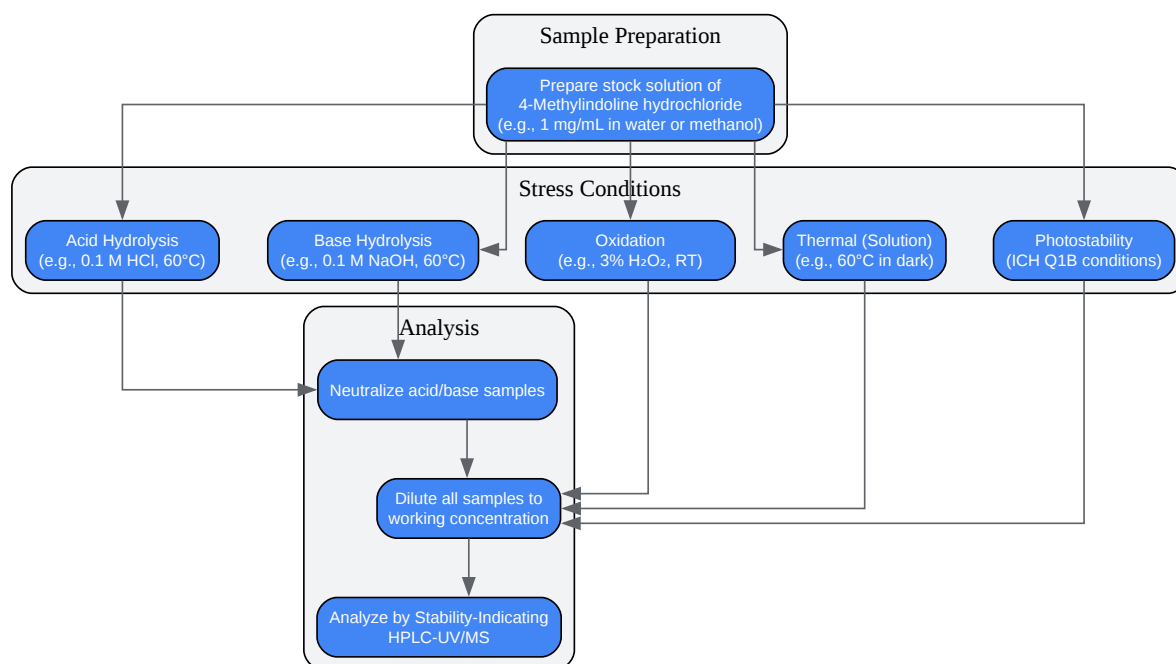 Sample Preparation
Prepare stock solution of
4-Methylindoline hydrochloride
(e.g., 1 mg/mL in water or methanol)
Stress Conditions
Acid Hydrolysis
(e.g., 0.1 M HCl, 60°C)
Base Hydrolysis
(e.g., 0.1 M NaOH, 60°C)
Oxidation
(e.g., 3% H₂O₂, RT)
Thermal (Solution)
(e.g., 60°C in dark)
Photostability
(ICH Q1B conditions)
Analysis
Neutralize acid/base samples
Dilute all samples to
working concentration
Analyze by Stability-Indicating
HPLC-UV/MS